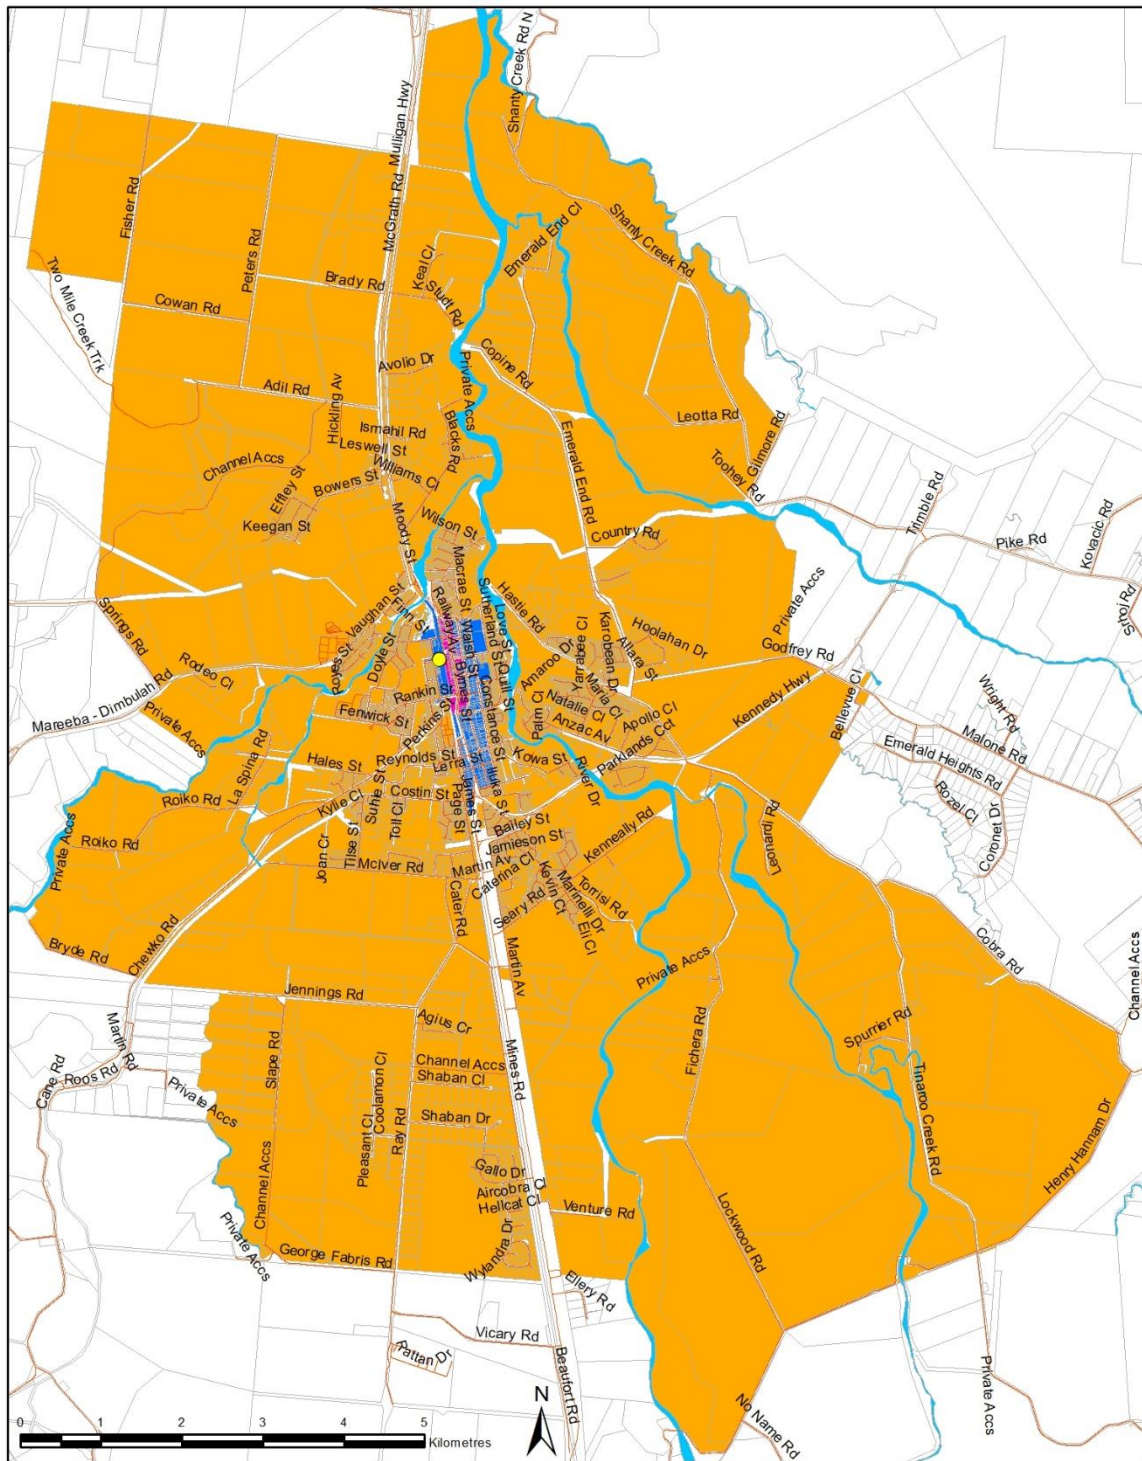 Shanty Creek Rd N
Mulligan Hwy
Fisher Rd
McGrath Rd
Shanty Creek Rd
Emerald End Cl
Peters Rd
Keal Cl
Two Mile Creek Trk
Brady Rd
Studt Rd
Cowan Rd
Copine Rd
Private Accs
Avolio Dr
Adil Rd
Hickling Av
Leotta Rd
Gilmore Rd
Ismahil Rd
Blacks Rd
Leswell St
Emerald End Rd
Channel Accs
Williams Cl
Toohey Rd
Bowers St
Effley St
Trimble Rd
Keegan St
Moody St
Wilson St
Country Rd
Pike Rd
Kovacic Rd
Macrae St
Private Accs
Sutherland St
Hastie Rd
Vaughan St
Finn St
Railway Av
Love St
Springs Rd
Karobean Dr
Yarrabee Cl
Hoolahan Dr
Doyle St
Walsh St
Amaroo Dr
Allara St
Godfrey Rd
Rodeo Cl
Byrnes St
Quill St
Maria Cl
Rankin St
Constance St
Natalie Cl
Kennedy Hwy
Mareeba - Dimbulah Rd
Private Accs
Fenwick St
Perkins St
Palm Cl
Anzac Av
Apollo Cl
Bellevue Cl
Wright Rd
Malone Rd
La Spina Rd
Hales St
Reynolds St
Kowa St
Parklands Cct
Emerald Heights Rd
River Dr
Roiko Rd
Kylie Cl
Suhle St
Costin St
Iluka St
Rozel Cl
Toll Cl
Page St
James St
Coronet Dr
Roiko Rd
Private Accs
Joan Cr
Tilse St
Bailey St
Jamieson St
Kenneally Rd
Leonardi Rd
McIver Rd
Martin Av
Caterina Cl
Kevin Cl
Marinelli Dr
Torrisi Rd
Cater Rd
Seary Rd
Eli Cl
Chewko Rd
Bryde Rd
Martin Av
Private Accs
Cobra Rd
Channel Accs
Jennings Rd
Agius Cr
Fichera Rd
Spurrier Rd
Martin Rd
Slape Rd
Cane Rd
Roos Rd
Channel Accs
Shaban Cl
Mines Rd
Coolamon Cl
Pleasant Cl
Private Accs
Shaban Dr
Ray Rd
Tinaroo Creek Rd
Henry Hannam Dr
Channel Accs
Gallo Dr
Aircobra Cl
Hellcat Cl
Venture Rd
Lockwood Rd
Private Accs
George Fabris Rd
Wylandra Dr
Ellery Rd
Vicary Rd
Beaufort Rd
Private Accs
No Name Rd
N
0 1 2 3 4 5
Kilometres